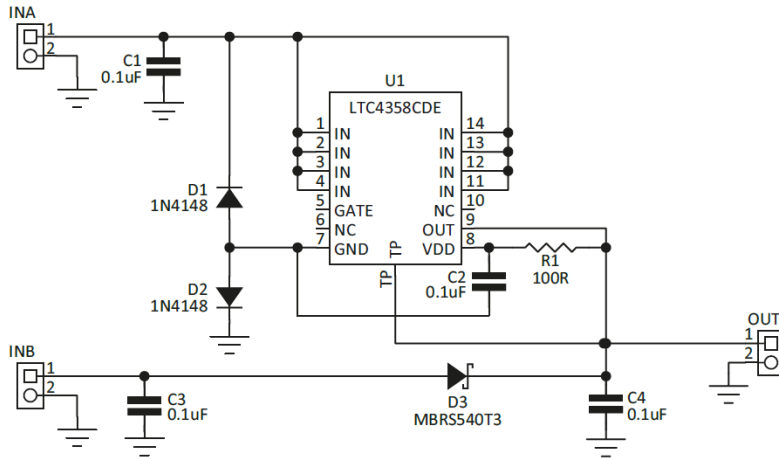 INA
1
2
C1
0.1uF
U1
LTC4358CDE
1 IN
2 IN
3 IN
4 IN
5 GATE
6 NC
7 GND
TP
IN 14
IN 13
IN 12
IN 11
NC 10
OUT 9
VDD 8
TP
D1
1N4148
D2
1N4148
C2
0.1uF
R1
100R
OUT
1
2
INB
1
2
C3
0.1uF
D3
MBRS540T3
C4
0.1uF